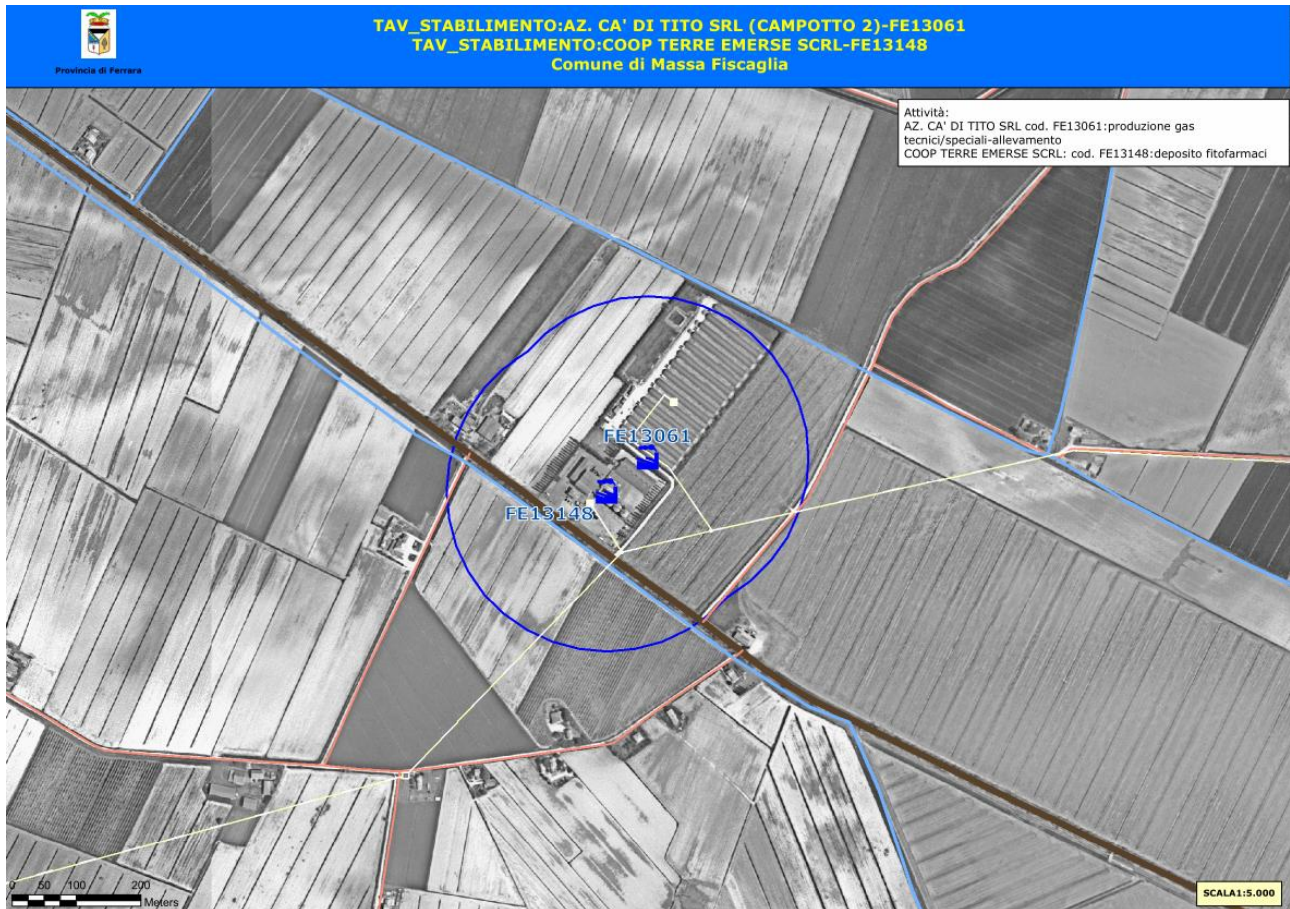 TAV_STABILIMENTO:AZ. CA' DI TITO SRL (CAMPOTTO 2)-FE13061
TAV_STABILIMENTO:COOP TERRE EMERSE SCRL-FE13148
Comune di Massa Fiscaglia
Provincia di Ferrara
Attività:
AZ. CA' DI TITO SRL cod. FE13061:produzione gas
tecnici/speciali-allevamento
COOP TERRE EMERSE SCRL: cod. FE13148:deposito fitofarmaci
FE13061
FE13148
0 50 100 200
Meters
SCALA1:5.000